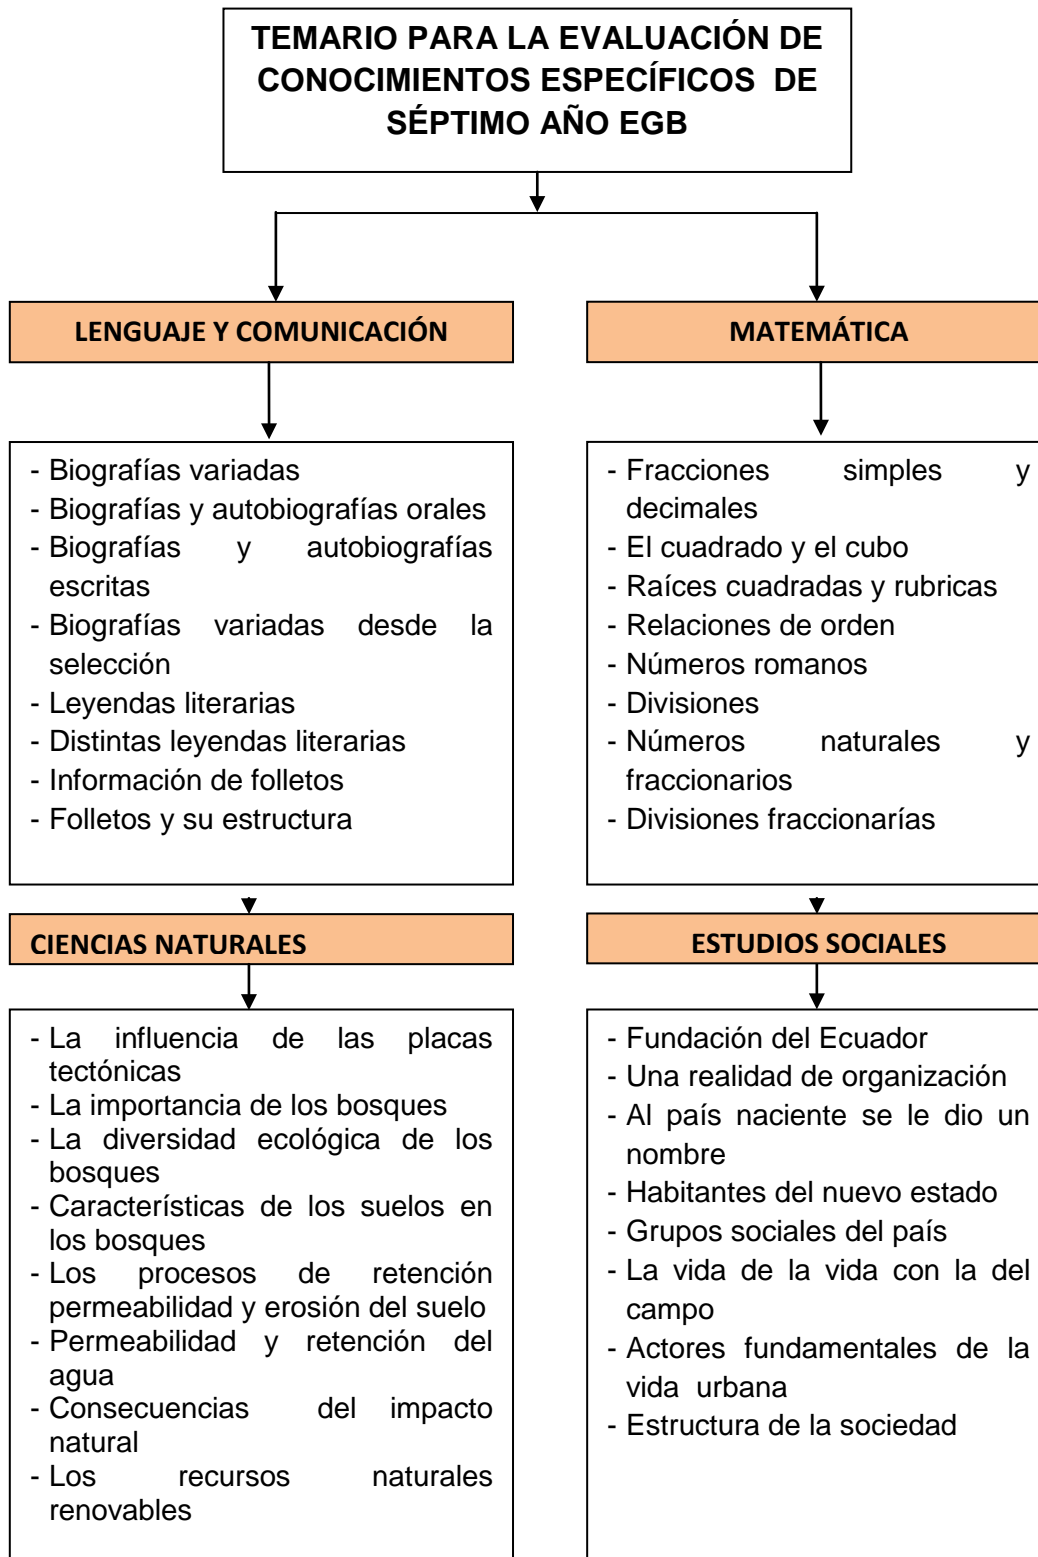 TEMARIO PARA LA EVALUACIÓN DE
CONOCIMIENTOS ESPECÍFICOS DE
SÉPTIMO AÑO EGB
LENGUAJE Y COMUNICACIÓN
- Biografías variadas
- Biografías y autobiografías orales
- Biografías y autobiografías
escritas
- Biografías variadas desde la
selección
- Leyendas literarias
- Distintas leyendas literarias
- Información de folletos
- Folletos y su estructura
MATEMÁTICA
- Fracciones simples y
decimales
- El cuadrado y el cubo
- Raíces cuadradas y rubricas
- Relaciones de orden
- Números romanos
- Divisiones
- Números naturales y
fraccionarios
- Divisiones fraccionarías
CIENCIAS NATURALES
- La influencia de las placas
tectónicas
- La importancia de los bosques
- La diversidad ecológica de los
bosques
- Características de los suelos en
los bosques
- Los procesos de retención
permeabilidad y erosión del suelo
- Permeabilidad y retención del
agua
- Consecuencias del impacto
natural
- Los recursos naturales
renovables
ESTUDIOS SOCIALES
- Fundación del Ecuador
- Una realidad de organización
- Al país naciente se le dio un
nombre
- Habitantes del nuevo estado
- Grupos sociales del país
- La vida de la vida con la del
campo
- Actores fundamentales de la
vida urbana
- Estructura de la sociedad